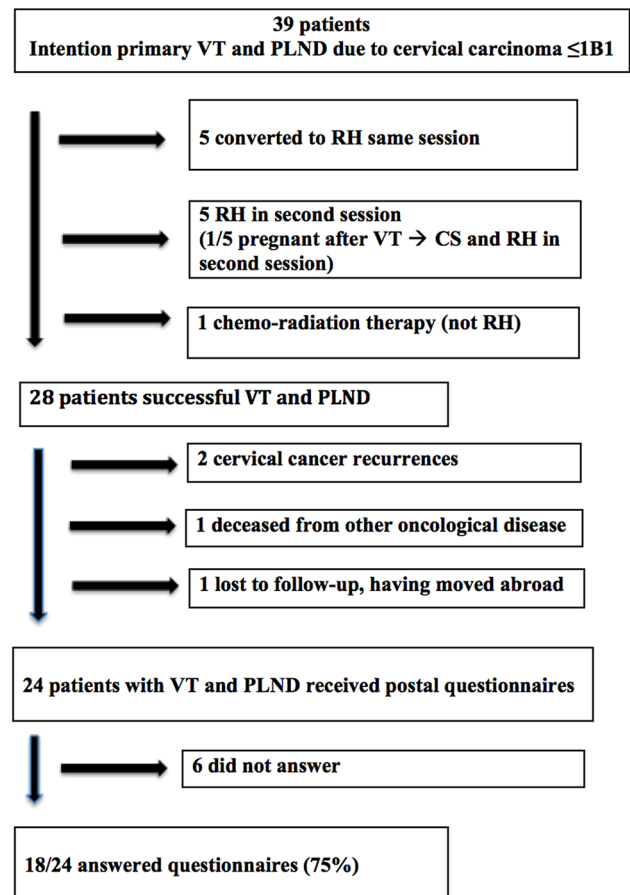 39 patients
Intention primary VT and PLND due to cervical carcinoma ≤1B1
5 converted to RH same session
5 RH in second session
(1/5 pregnant after VT → CS and RH in
second session)
1 chemo-radiation therapy (not RH)
28 patients successful VT and PLND
2 cervical cancer recurrences
1 deceased from other oncological disease
1 lost to follow-up, having moved abroad
24 patients with VT and PLND received postal questionnaires
6 did not answer
18/24 answered questionnaires (75%)